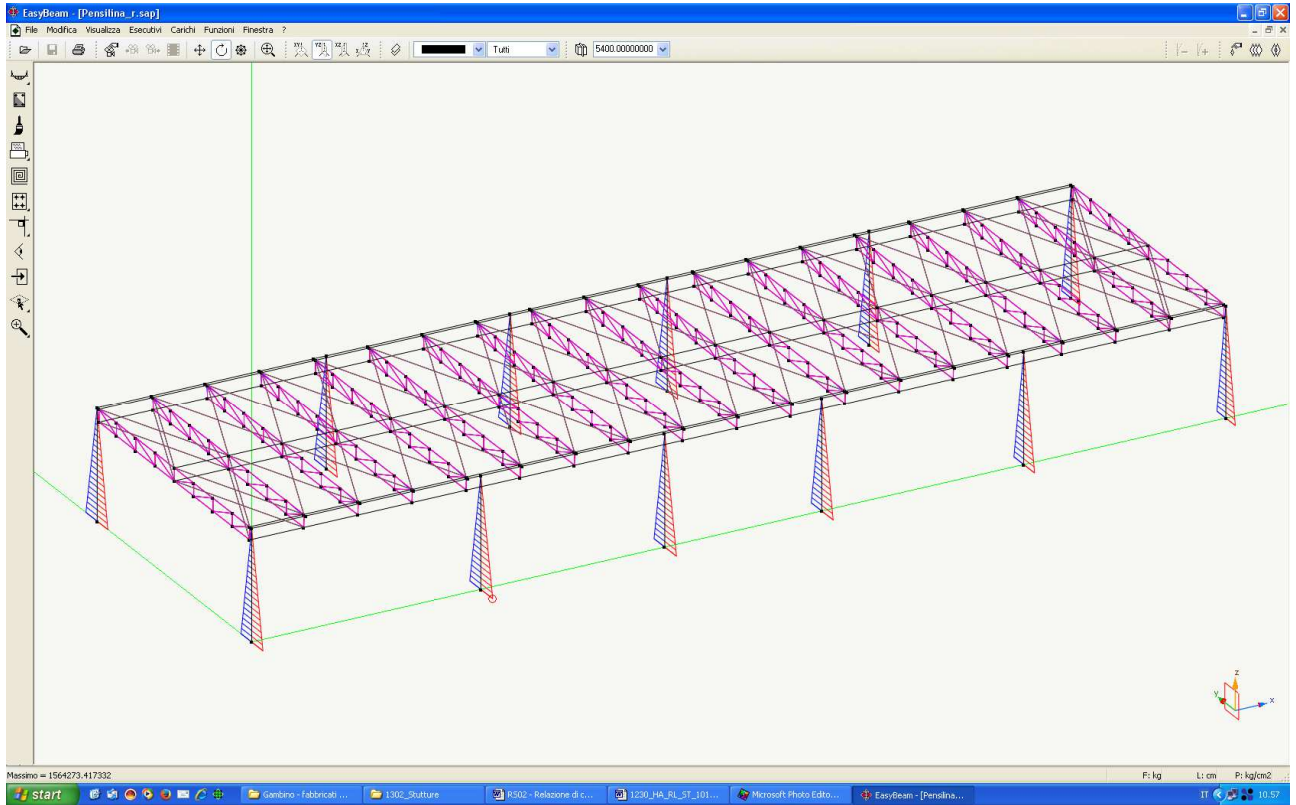 EasyBeam - [Pensilina_r.sap]
File Modifica Visualizza Esecutivi Carichi Funzioni Finestra ?
Tutti
5400.00000000
z
y
x
Massimo = 1564273.417332
F: kg L: cm P: kg/cm2
start
Gambino - fabbricati ...
1302_Stutture
RS02 - Relazione di c...
1230_HA_RL_ST_101...
Microsoft Photo Edito...
EasyBeam - [Pensilina...
IT
10.57